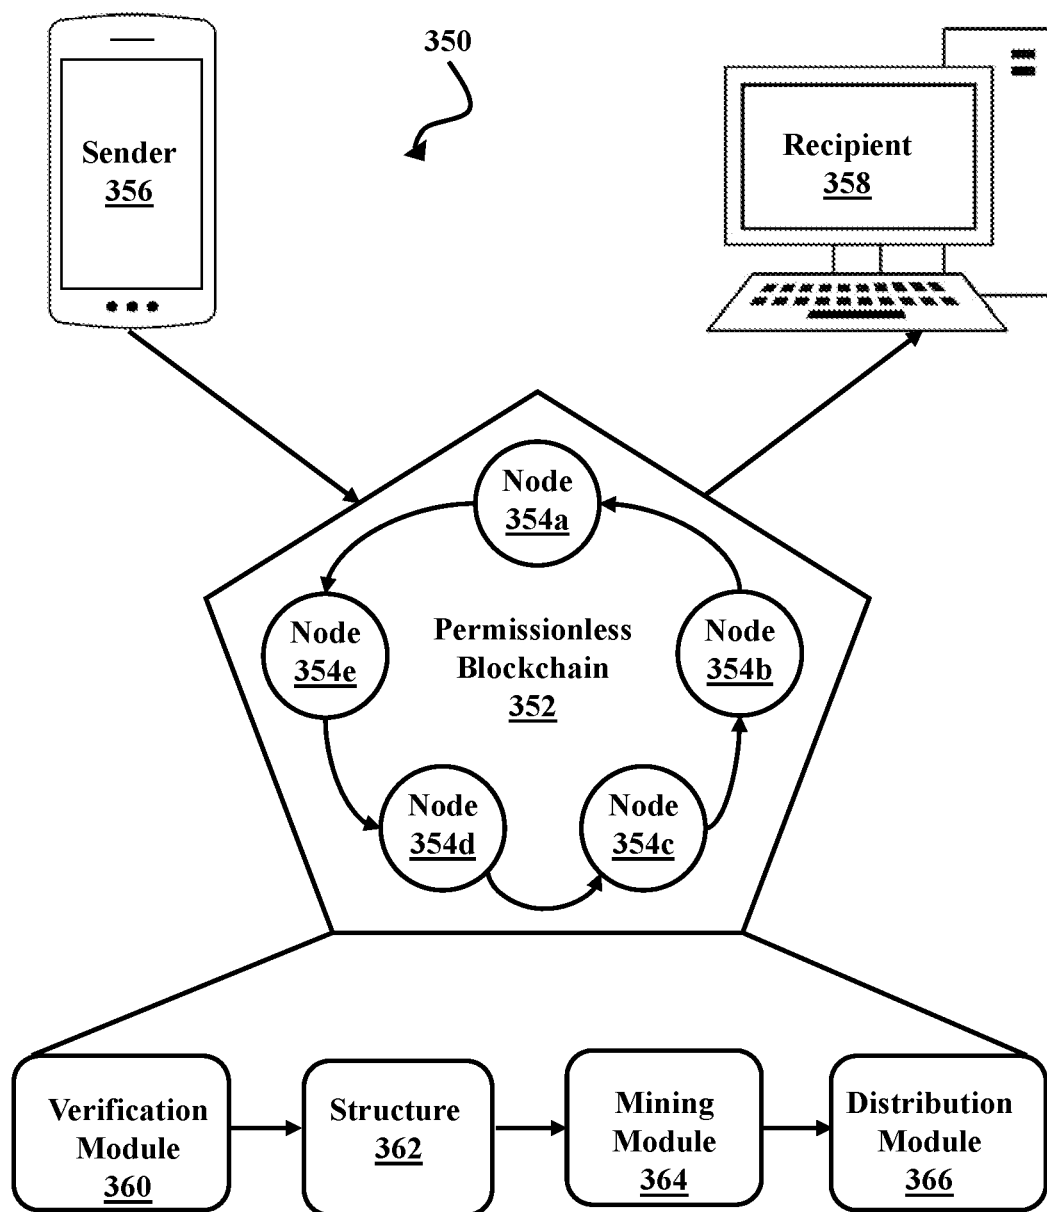 350
Sender
356
Recipient
358
Node
354a
Node
354e
Permissionless
Blockchain
352
Node
354b
Node
354d
Node
354c
Verification
Module
360
Structure
362
Mining
Module
364
Distribution
Module
366